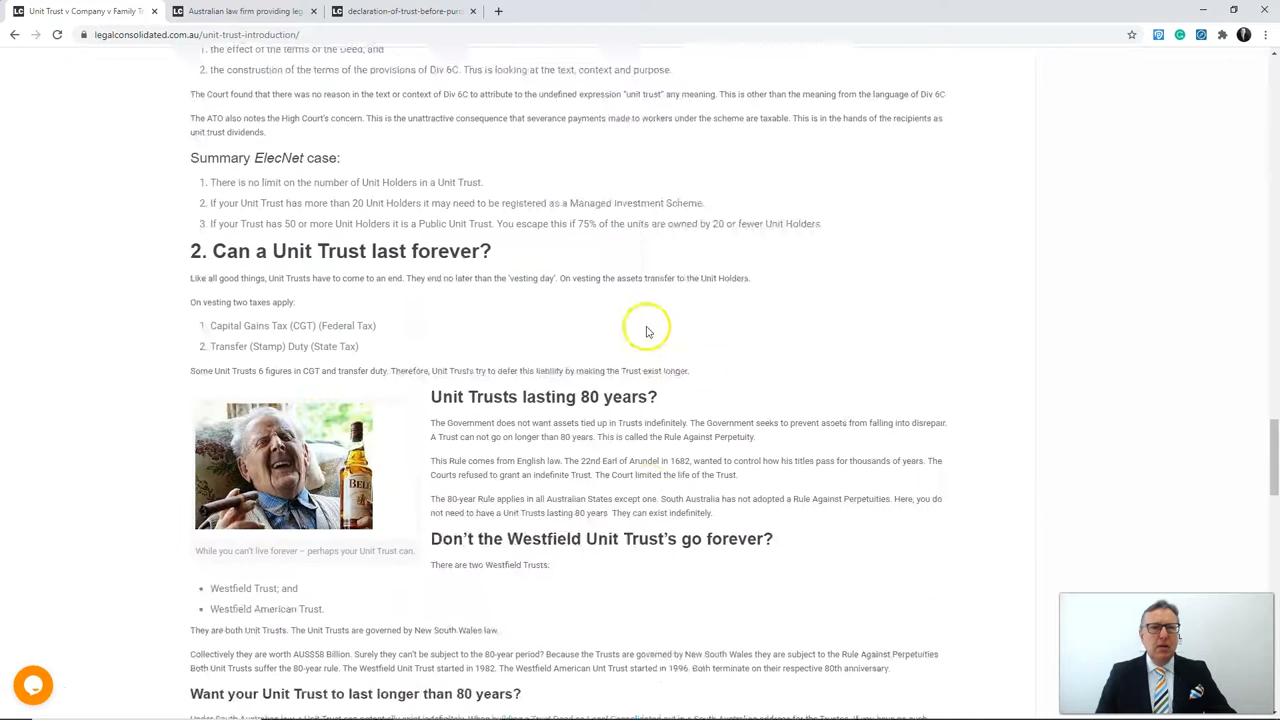 Unit Trust v Company v Family T
Australian law firm providing leg
declaration-of-trust-before-purc
legalconsolidated.com.au/unit-trust-introduction/
1. the effect of the terms of the Deed; and
2. the construction of the terms of the provisions of Div 6C. This is looking at the text, context and purpose.
The Court found that there was no reason in the text or context of Div 6C to attribute to the undefined expression "unit trust" any meaning. This is other than the meaning from the language of Div 6C
The ATO also notes the High Court's concern. This is the unattractive consequence that severance payments made to workers under the scheme are taxable. This is in the hands of the recipients as
unit trust dividends.
Summary ElecNet case:
1. There is no limit on the number of Unit Holders in a Unit Trust.
2. If your Unit Trust has more than 20 Unit Holders it may need to be registered as a Managed Investment Scheme.
3. If your Trust has 50 or more Unit Holders it is a Public Unit Trust. You escape this if 75% of the units are owned by 20 or fewer Unit Holders.
2. Can a Unit Trust last forever?
Like all good things, Unit Trusts have to come to an end. They end no later than the 'vesting day'. On vesting the assets transfer to the Unit Holders.
On vesting two taxes apply:
1. Capital Gains Tax (CGT) (Federal Tax)
2. Transfer (Stamp) Duty (State Tax)
Some Unit Trusts 6 figures in CGT and transfer duty. Therefore, Unit Trusts try to defer this liability by making the Trust exist longer.
Unit Trusts lasting 80 years?
The Government does not want assets tied up in Trusts indefinitely. The Government seeks to prevent assets from falling into disrepair.
A Trust can not go on longer than 80 years. This is called the Rule Against Perpetuity.
This Rule comes from English law. The 22nd Earl of Arundel in 1682, wanted to control how his titles pass for thousands of years. The
Courts refused to grant an indefinite Trust. The Court limited the life of the Trust.
The 80-year Rule applies in all Australian States except one. South Australia has not adopted a Rule Against Perpetuities. Here, you do
not need to have a Unit Trusts lasting 80 years They can exist indefinitely.
BELL
While you can't live forever – perhaps your Unit Trust can.
Don't the Westfield Unit Trust's go forever?
There are two Westfield Trusts:
• Westfield Trust; and
• Westfield American Trust.
They are both Unit Trusts. The Unit Trusts are governed by New South Wales law.
Collectively they are worth AUS$58 Billion. Surely they can't be subject to the 80-year period? Because the Trusts are governed by New South Wales they are subject to the Rule Against Perpetuities
Both Unit Trusts suffer the 80-year rule. The Westfield Unit Trust started in 1982. The Westfield American Unt Trust started in 1996. Both terminate on their respective 80th anniversary.
Want your Unit Trust to last longer than 80 years?